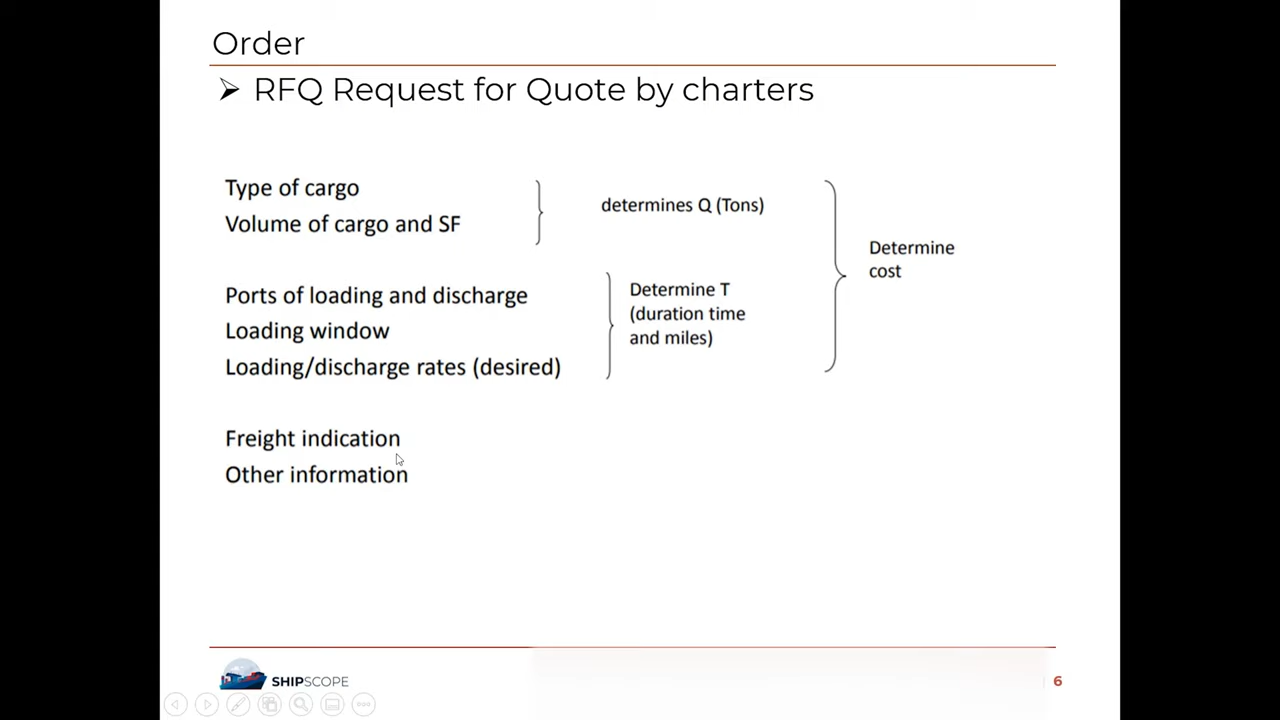 Order
➢ RFQ Request for Quote by charters
Type of cargo
Volume of cargo and SF
determines Q (Tons)
Ports of loading and discharge
Loading window
Loading/discharge rates (desired)
Determine T
(duration time
and miles)
Determine
cost
Freight indication
Other information
SHIPSCOPE
6